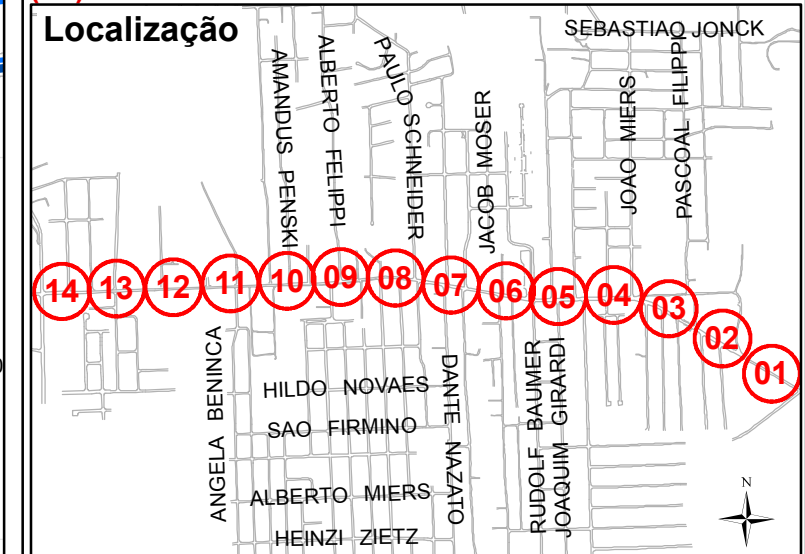 Localização
SEBASTIAO JONCK
AMANDUS PENSKI
ALBERTO FELIPPI
PAULO SCHNEIDER
JACOB MOSER
JOAO MIERS
PASCOAL FILIPPI
14
13
12
11
10
09
08
07
06
05
04
03
02
01
ANGELA BENINCA
HILDO NOVAES
SAO FIRMINO
ALBERTO MIERS
HEINZI ZIETZ
DANTE NAZATO
RUDOLF BAUMER
JOAQUIM GIRARDI
N